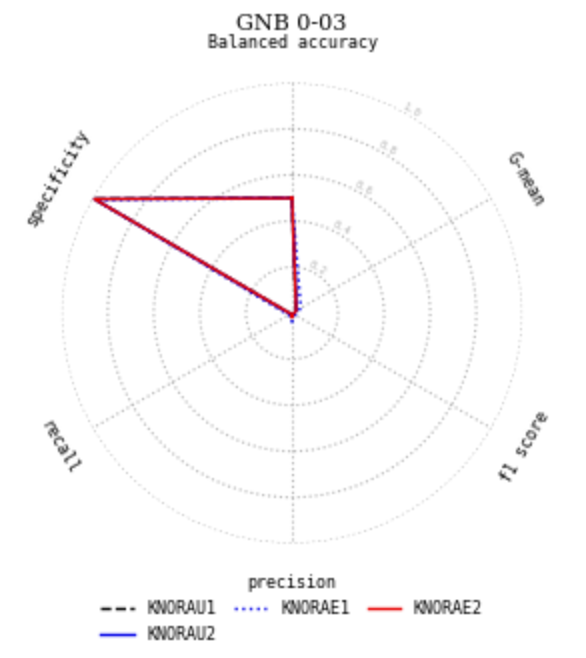 GNB 0-03
Balanced accuracy
1.0
0.8
0.6
0.4
0.2
specificity
G-mean
recall
f1 score
precision
KNORAU1 KNORAE1 KNORAE2
KNORAU2